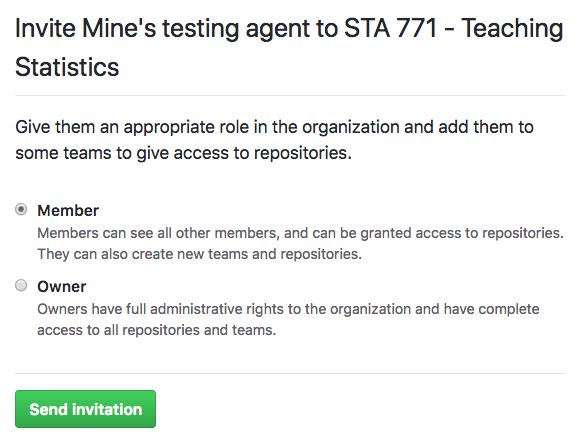 Invite Mine's testing agent to STA 771 - Teaching
Statistics
Give them an appropriate role in the organization and add them to
some teams to give access to repositories.
Member
Members can see all other members, and can be granted access to repositories.
They can also create new teams and repositories.
Owner
Owners have full administrative rights to the organization and have complete
access to all repositories and teams.
Send invitation